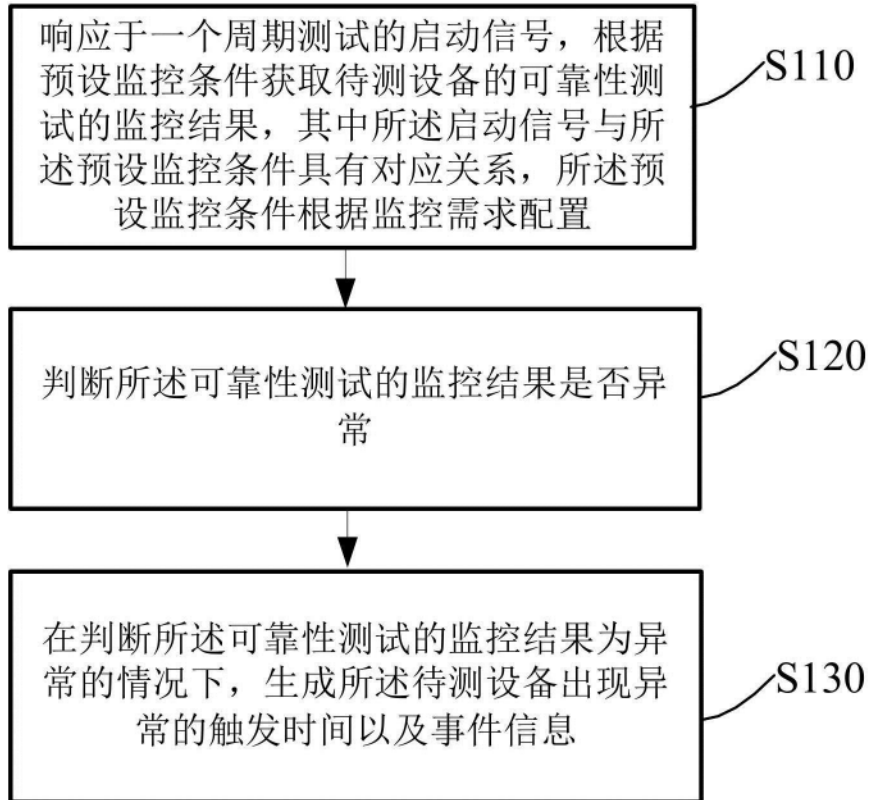 响应于一个周期测试的启动信号，根据
预设监控条件获取待测设备的可靠性测
试的监控结果，其中所述启动信号与所
述预设监控条件具有对应关系，所述预
设监控条件根据监控需求配置
S110
判断所述可靠性测试的监控结果是否异
常
S120
在判断所述可靠性测试的监控结果为异
常的情况下，生成所述待测设备出现异
常的触发时间以及事件信息
S130